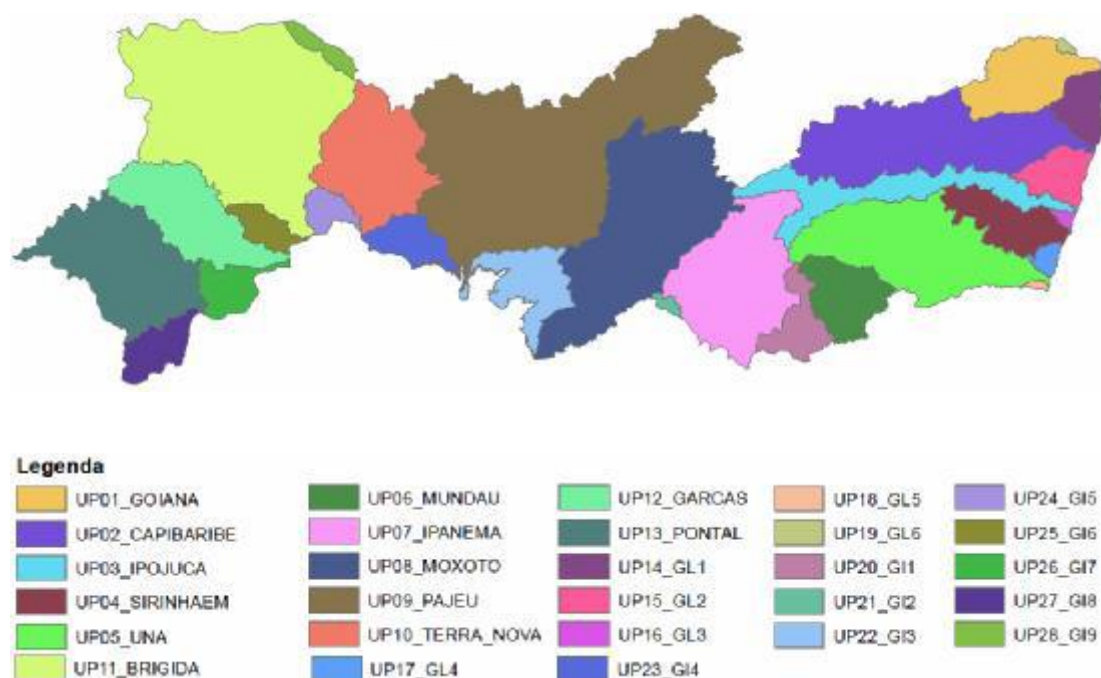 Legenda
UP01_GOIANA
UP02_CAPIBARIBE
UP03_IPOJUCA
UP04_SIRINHAEM
UP05_UNA
UP11_BRIGIDA
UP06_MUNDAU
UP07_IPANEMA
UP08_MOXOTO
UP09_PAJEU
UP10_TERRA_NOVA
UP17_GL4
UP12_GARCAS
UP13_PONTAL
UP14_GL1
UP15_GL2
UP16_GL3
UP23_GI4
UP18_GL5
UP19_GL6
UP20_GI1
UP21_GI2
UP22_GI3
UP24_GI5
UP25_GI6
UP26_GI7
UP27_GI8
UP28_GI9